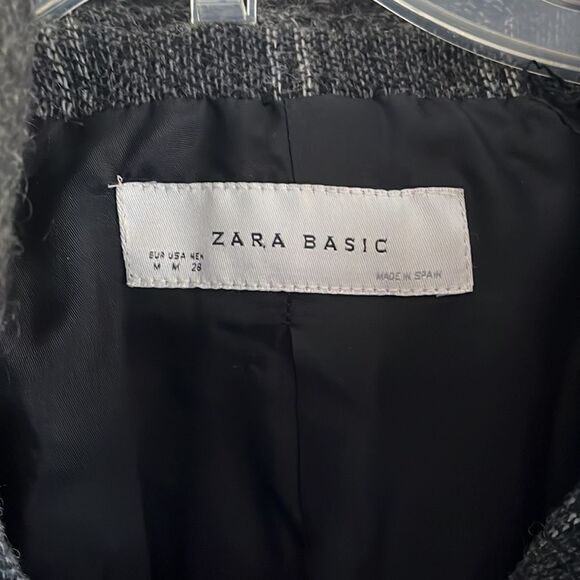 ZARA BASIC
EUR USA MEX
M M 28
MADE IN SPAIN